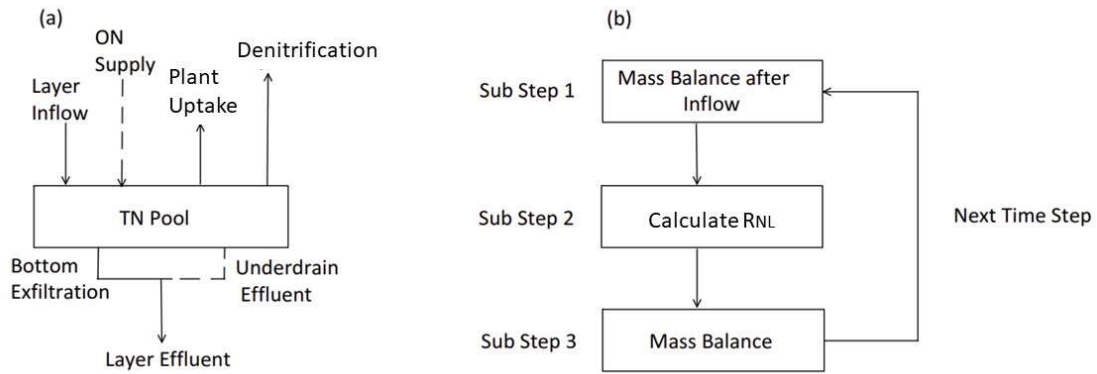 (a)
ON
Supply
Denitrification
Layer
Inflow
Plant
Uptake
TN Pool
Bottom
Exfiltration
Underdrain
Effluent
Layer Effluent
(b)
Sub Step 1
Mass Balance after
Inflow
Sub Step 2
Calculate RNL
Next Time Step
Sub Step 3
Mass Balance